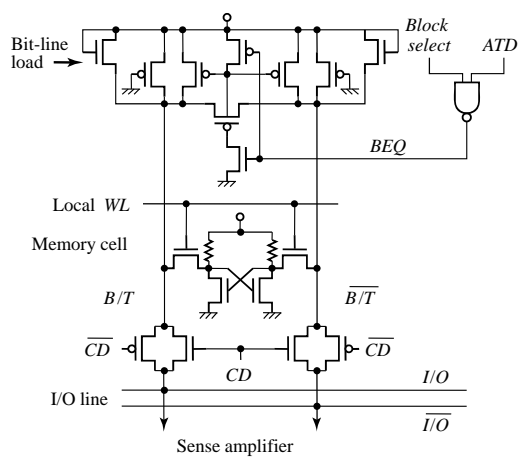 Bit-line
load
Block
select
ATD
BEQ
Local WL
Memory cell
B/T
B/T
CD
CD
CD
I/O
I/O line
I/O
Sense amplifier